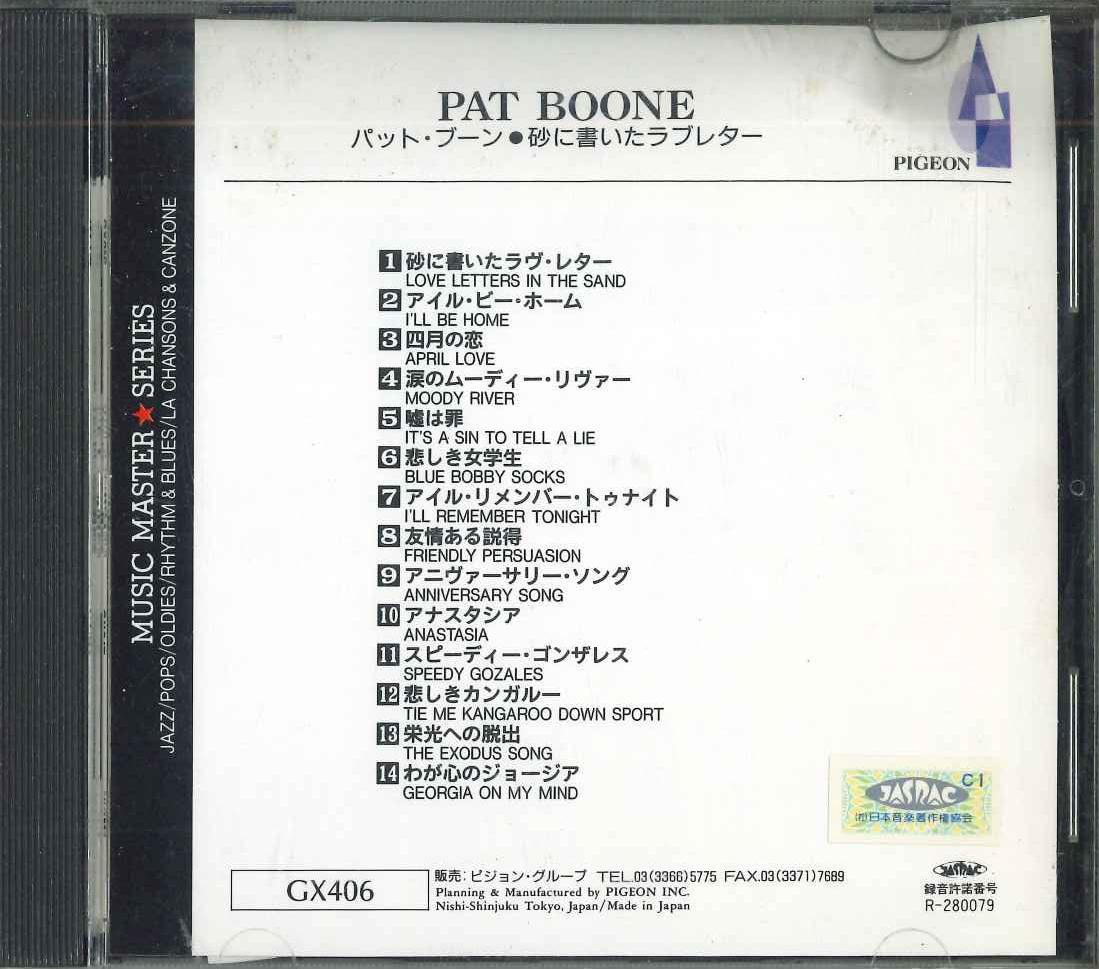 PAT BOONE
パット・ブーン●砂に書いたラブレター
PIGEON
MUSIC MASTER★SERIES
JAZZ/POPS/OLDIES/RHYTHM & BLUES/LA CHANSONS & CANZONE
1 砂に書いたラヴ・レター
LOVE LETTERS IN THE SAND
2 アイル・ビー・ホーム
I'LL BE HOME
3 四月の恋
APRIL LOVE
4 涙のムーディー・リヴァー
MOODY RIVER
5 嘘は罪
IT'S A SIN TO TELL A LIE
6 悲しき女学生
BLUE BOBBY SOCKS
7 アイル・リメンバー・トゥナイト
I'LL REMEMBER TONIGHT
8 友情ある説得
FRIENDLY PERSUASION
9 アニヴァーサリー・ソング
ANNIVERSARY SONG
10 アナスタシア
ANASTASIA
11 スピーディー・ゴンザレス
SPEEDY GOZALES
12 悲しきカンガルー
TIE ME KANGAROO DOWN SPORT
13 栄光への脱出
THE EXODUS SONG
14 わが心のジョージア
GEORGIA ON MY MIND
C1
JASRAC
(社)日本音楽著作権協会
GX406
販売:ピジョン・グループ TEL.03(3366)5775 FAX.03(3371)7689
Planning & Manufactured by PIGEON INC.
Nishi-Shinjuku Tokyo, Japan/Made in Japan
JASRAC
録音許諾番号
R-280079